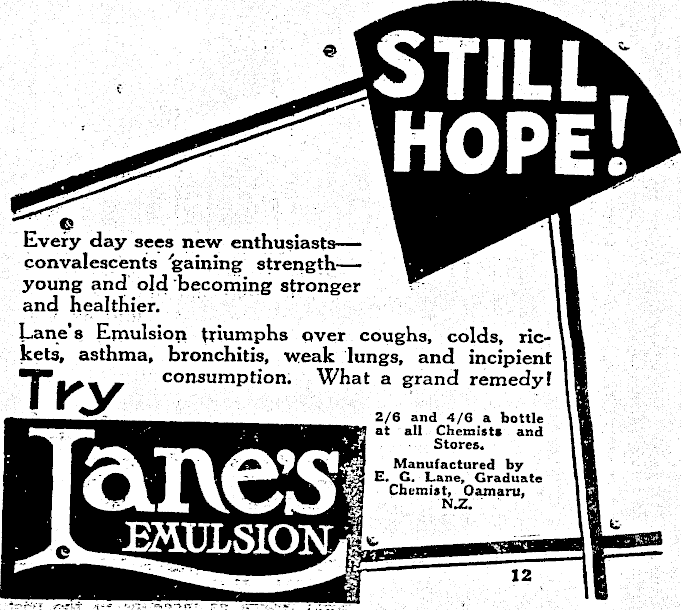 STILL
HOPE!
Every day sees new enthusiasts—
convalescents gaining strength—
young and old becoming stronger
and healthier.
Lane's Emulsion triumphs over coughs, colds, ric-
kets, asthma, bronchitis, weak lungs, and incipient
consumption. What a grand remedy!
Try
Lane's
EMULSION
2/6 and 4/6 a bottle
at all Chemists and
Stores.
Manufactured by
E. G. Lane, Graduate
Chemist, Oamaru,
N.Z.
12